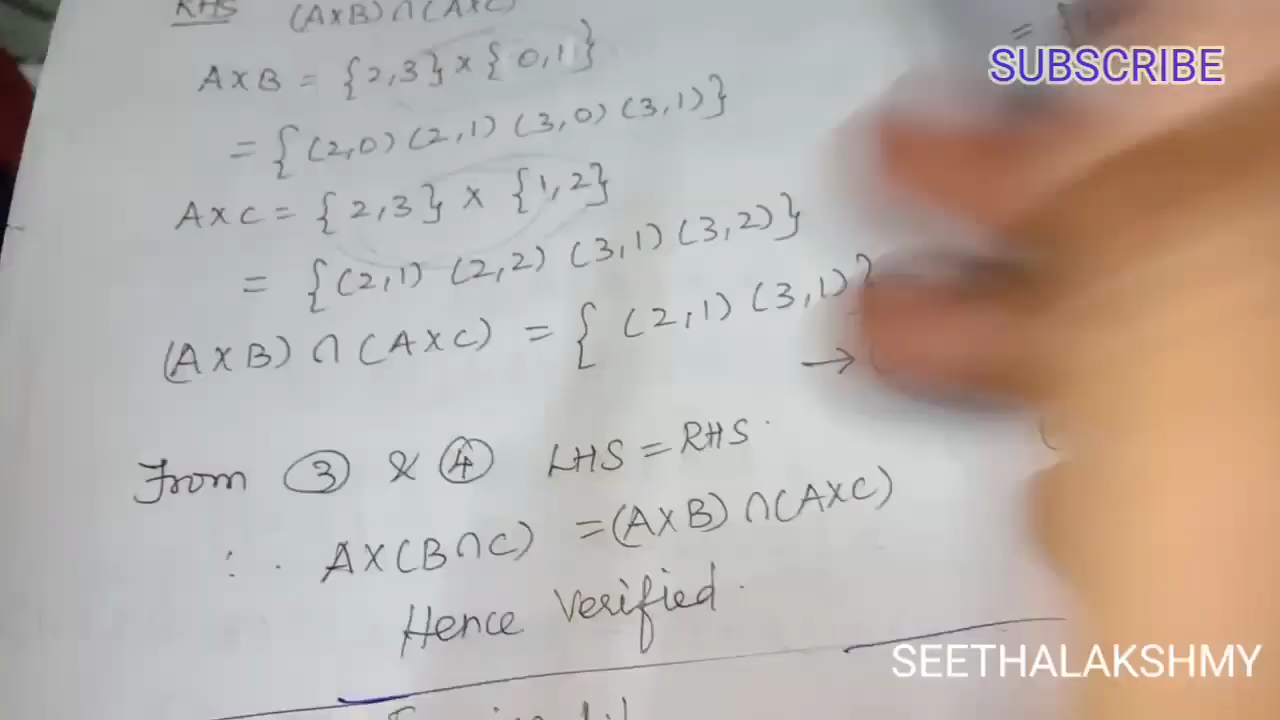 RHS (A×B)∩(A×C)
= {
SUBSCRIBE
A×B = {2,3} × {0,1}
= {(2,0) (2,1) (3,0) (3,1)}
A×C = {2,3} × {1,2}
= {(2,1) (2,2) (3,1) (3,2)}
(A×B) ∩ (A×C) = { (2,1) (3,1)}
→
From ③ & ④ LHS = RHS.
∴ A×(B∩C) = (A×B) ∩ (A×C)
Hence Verified.
SEETHALAKSHMY